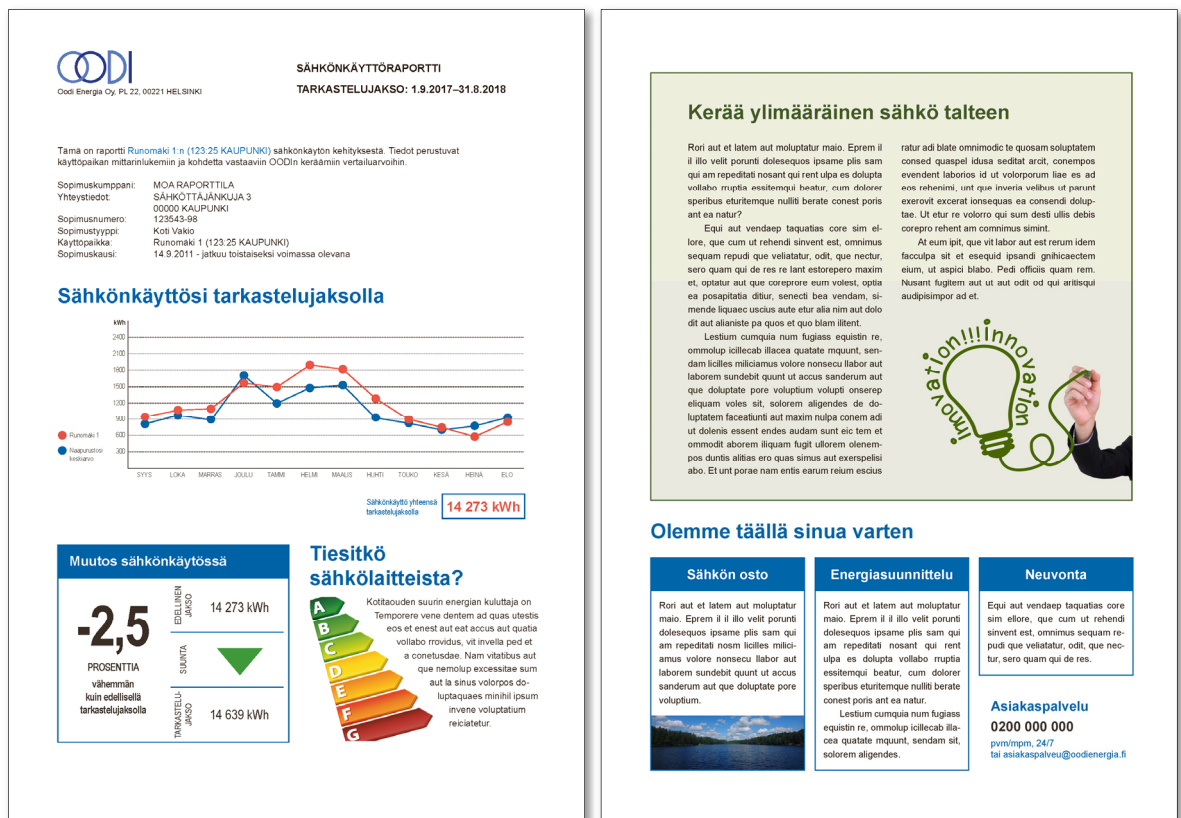 OODI
Oodi Energia Oy, PL 22, 00221 HELSINKI
SÄHKÖNKÄYTTÖRAPORTTI
TARKASTELUJAKSO: 1.9.2017–31.8.2018
Tämä on raportti Runomäki 1:n (123:25 KAUPUNKI) sähkönkäytön kehityksestä. Tiedot perustuvat
käyttöpaikan mittarinlukemiin ja kohdetta vastaaviin OODIn keräämiin vertailuarvoihin.
Sopimuskumppani: MOA RAPORTTILA
Yhteystiedot: SÄHKÖTTÄJÄNKUJA 3
00000 KAUPUNKI
Sopimusnumero: 123543-98
Sopimustyyppi: Koti Vakio
Käyttöpaikka: Runomäki 1 (123:25 KAUPUNKI)
Sopimuskausi: 14.9.2011 - jatkuu toistaiseksi voimassa olevana
Sähkönkäyttösi tarkastelujaksolla
kWh
2400
2100
1800
1500
1200
900
600
300
Runomäki 1
Naapurustosi
keskiarvo
SYYS LOKA MARRAS JOULU TAMMI HELMI MAALIS HUHTI TOUKO KESÄ HEINÄ ELO
Sähkönkäyttö yhteensä
tarkastelujaksolla
14 273 kWh
Muutos sähkönkäytössä
-2,5
PROSENTTIA
vähemmän
kuin edellisellä
tarkastelujaksolla
EDELLINEN
JAKSO
14 273 kWh
SUUNTA
TARKASTELU-
JAKSO
14 639 kWh
Tiesitkö
sähkölaitteista?
A
B
C
D
E
F
G
Kotitaouden suurin energian kuluttaja on
Temporere vene dentem ad quas utestis
eos et enest aut eat accus aut quatia
vollabo rrovidus, vit invella ped et
a conetusdae. Nam vitatibus aut
que nemolup excessitae sum
aut la sinus volorpos do-
luptaquaes minihil ipsum
invene voluptatium
reiciatetur.
Kerää ylimääräinen sähkö talteen
Rori aut et latem aut moluptatur maio. Eprem il
il illo velit porunti dolesequos ipsame plis sam
qui am repeditati nosant qui rent ulpa es dolupta
vollabo rruptia essitemqui beatur, cum dolorer
speribus eturitemque nulliti berate conest poris
ant ea natur?
Equi aut vendaep taquatias core sim el-
lore, que cum ut rehendi sinvent est, omnimus
sequam repudi que veliatatur, odit, que nectur,
sero quam qui de res re lant estorepero maxim
et, optatur aut que coreprore eum volest, optia
ea posapitatia ditiur, senecti bea vendam, si-
mende liquaec uscius aute etur alia nim aut dolo
dit aut alianiste pa quos et quo blam ilitent.
Lestium cumquia num fugiass equistin re,
ommolup icillecab illacea quatate mquunt, sen-
dam licilles miliciamus volore nonsecu llabor aut
laborem sundebit quunt ut accus sanderum aut
que doluptate pore voluptium volupti onserep
eliquam voles sit, solorem aligendes de do-
luptatem faceatiunti aut maxim nulpa conem adi
ut dolenis essent endes audam sunt eic tem et
ommodit aborem iliquam fugit ullorem olenem-
pos duntis alitias ero quas simus aut exerspelisi
abo. Et unt porae nam entis earum reium escius
ratur adi blate omnimodic te quosam soluptatem
consed quaspel idusa seditat arcit, conempos
evendent laborios id ut volorporum liae es ad
eos rehenimi, unt que inveria velibus ut parunt
exerovit excerat ionsequas ea consendi dolup-
tae. Ut etur re volorro qui sum desti ullis debis
corepro rehent am comnimus simint.
At eum ipit, que vit labor aut est rerum idem
facculpa sit et esequid ipsandi gnihicaectem
eium, ut aspici blabo. Pedi officiis quam rem.
Nusant fugitem aut ut aut odit od qui aritisqui
audipisimpor ad et.
innovation!!!innovation
Olemme täällä sinua varten
Sähkön osto
Rori aut et latem aut moluptatur
maio. Eprem il il illo velit porunti
dolesequos ipsame plis sam qui
am repeditati nosm licilles milici-
amus volore nonsecu llabor aut
laborem sundebit quunt ut accus
sanderum aut que doluptate pore
voluptium.
Energiasuunnittelu
Rori aut et latem aut moluptatur
maio. Eprem il il illo velit porunti
dolesequos ipsame plis sam qui
am repeditati nosant qui rent
ulpa es dolupta vollabo rruptia
essitemqui beatur, cum dolorer
speribus eturitemque nulliti berate
conest poris ant ea natur.
Lestium cumquia num fugiass
equistin re, ommolup icillecab illa-
cea quatate mquunt, sendam sit,
solorem aligendes.
Neuvonta
Equi aut vendaep taquatias core
sim ellore, que cum ut rehendi
sinvent est, omnimus sequam re-
pudi que veliatatur, odit, que nec-
tur, sero quam qui de res.
Asiakaspalvelu
0200 000 000
pvm/mpm, 24/7
tai asiakaspalveu@oodienergia.fi